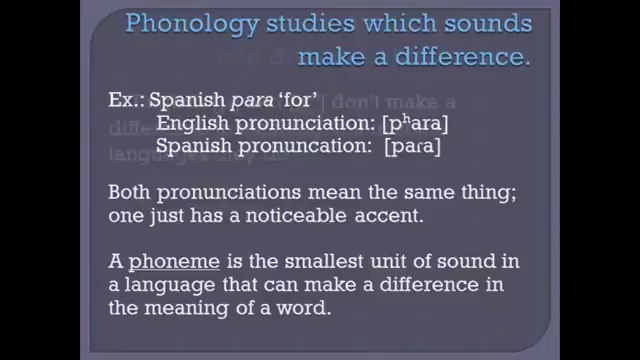 Phonology studies which sounds
make a difference.
Ex.: Spanish para ‘for’
English pronunciation: [pʰara]
Spanish pronuncation: [paɾa]
Both pronunciations mean the same thing;
one just has a noticeable accent.
A phoneme is the smallest unit of sound in
a language that can make a difference in
the meaning of a word.